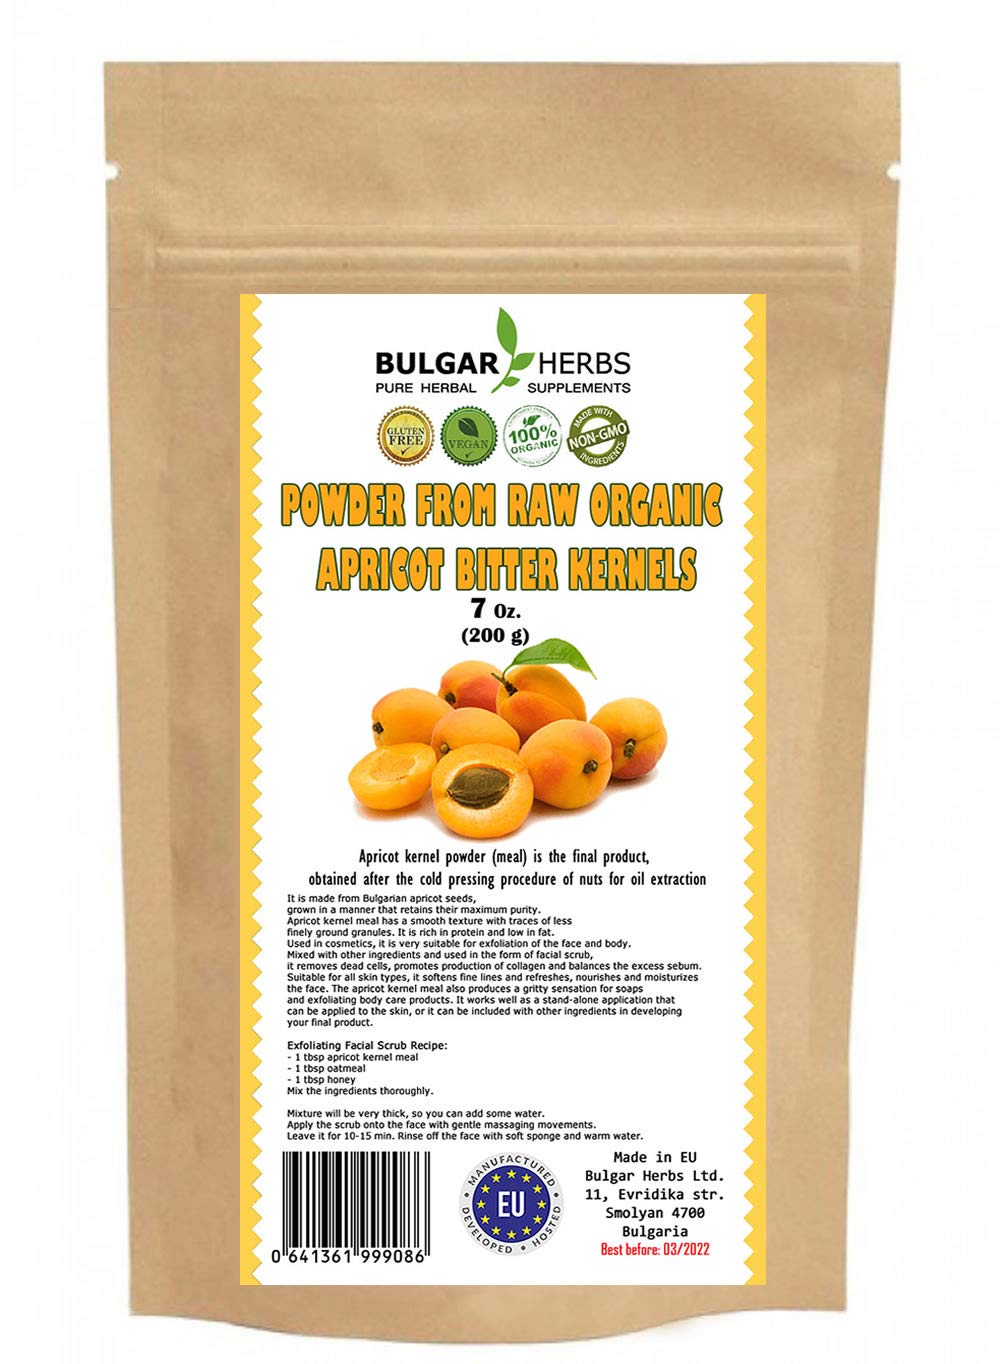 BULGAR HERBS
PURE HERBAL SUPPLEMENTS
GLUTEN FREE
VEGAN
100% ORGANIC
MADE WITH NON-GMO INGREDIENTS
POWDER FROM RAW ORGANIC
APRICOT BITTER KERNELS
7 Oz.
(200 g)
Apricot kernel powder (meal) is the final product,
obtained after the cold pressing procedure of nuts for oil extraction
It is made from Bulgarian apricot seeds,
grown in a manner that retains their maximum purity.
Apricot kernel meal has a smooth texture with traces of less
finely ground granules. It is rich in protein and low in fat.
Used in cosmetics, it is very suitable for exfoliation of the face and body.
Mixed with other ingredients and used in the form of facial scrub,
it removes dead cells, promotes production of collagen and balances the excess sebum.
Suitable for all skin types, it softens fine lines and refreshes, nourishes and moisturizes
the face. The apricot kernel meal also produces a gritty sensation for soaps
and exfoliating body care products. It works well as a stand-alone application that
can be applied to the skin, or it can be included with other ingredients in developing
your final product.
Exfoliating Facial Scrub Recipe:
- 1 tbsp apricot kernel meal
- 1 tbsp oatmeal
- 1 tbsp honey
Mix the ingredients thoroughly.
Mixture will be very thick, so you can add some water.
Apply the scrub onto the face with gentle massaging movements.
Leave it for 10-15 min. Rinse off the face with soft sponge and warm water.
0 641361 999086
MANUFACTURED
EU
DEVELOPED • HOSTED
Made in EU
Bulgar Herbs Ltd.
11, Evridika str.
Smolyan 4700
Bulgaria
Best before: 03/2022